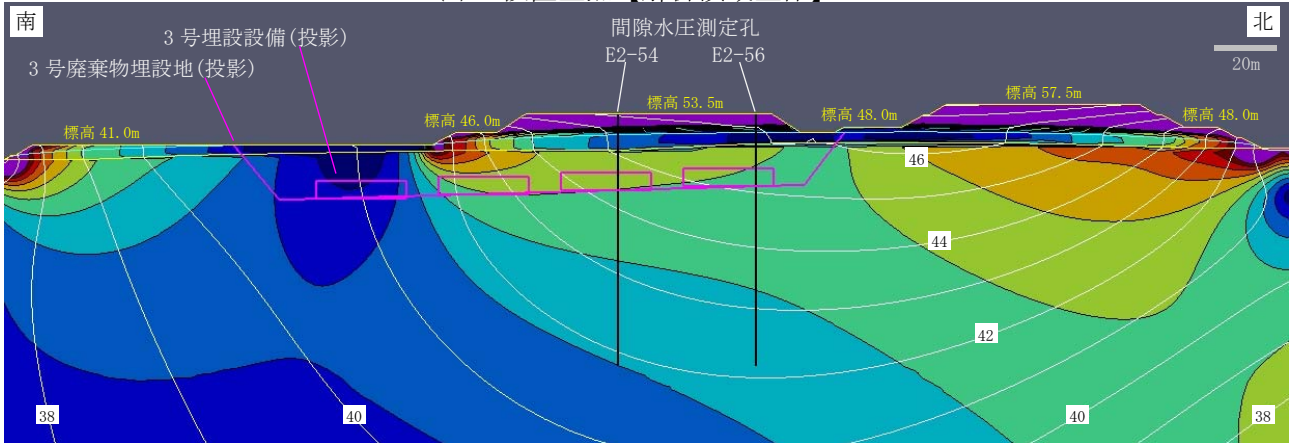 南
北
3 号埋設設備(投影)
3 号廃棄物埋設地(投影)
間隙水圧測定孔
E2-54
E2-56
20m
標高 41.0m
標高 46.0m
標高 53.5m
標高 48.0m
標高 57.5m
標高 48.0m
46
44
42
38
40
40
38